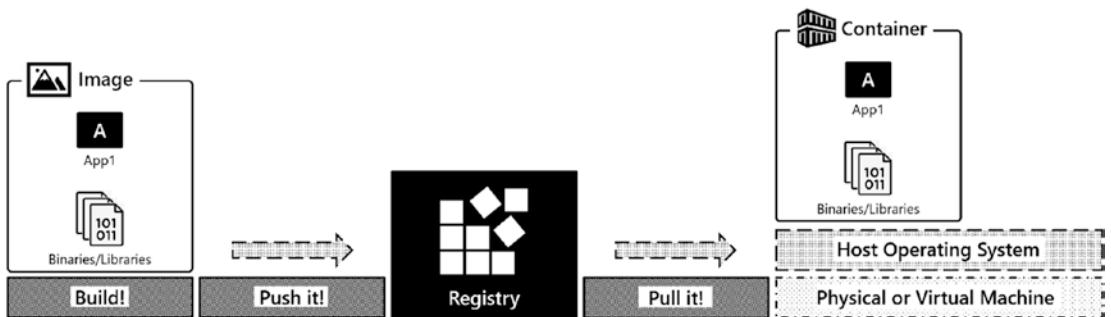 Image
A
App1
101
011
Binaries/Libraries
Build!
Push it!
Registry
Pull it!
Container
A
App1
101
011
Binaries/Libraries
Host Operating System
Physical or Virtual Machine